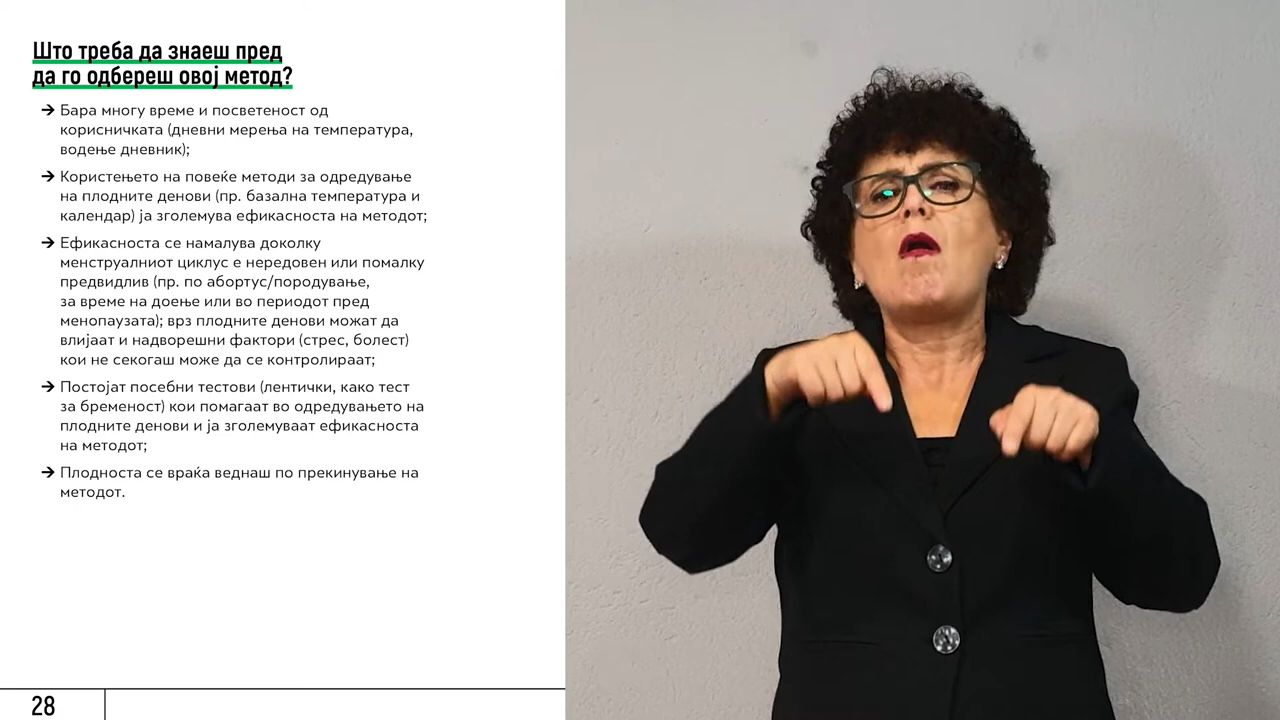 Што треба да знаеш пред
да го одбереш овој метод?
→ Бара многу време и посветеност од
корисничката (дневни мерења на температура,
водење дневник);
→ Користењето на повеќе методи за одредување
на плодните денови (пр. базална температура и
календар) ја зголемува ефикасноста на методот;
→ Ефикасноста се намалува доколку
менструалниот циклус е нередовен или помалку
предвидлив (пр. по абортус/породување,
за време на доење или во периодот пред
менопаузата); врз плодните денови можат да
влијаат и надворешни фактори (стрес, болест)
кои не секогаш може да се контролираат;
→ Постојат посебни тестови (лентички, како тест
за бременост) кои помагаат во одредувањето на
плодните денови и ја зголемуваат ефикасноста
на методот;
→ Плодноста се враќа веднаш по прекинување на
методот.
28